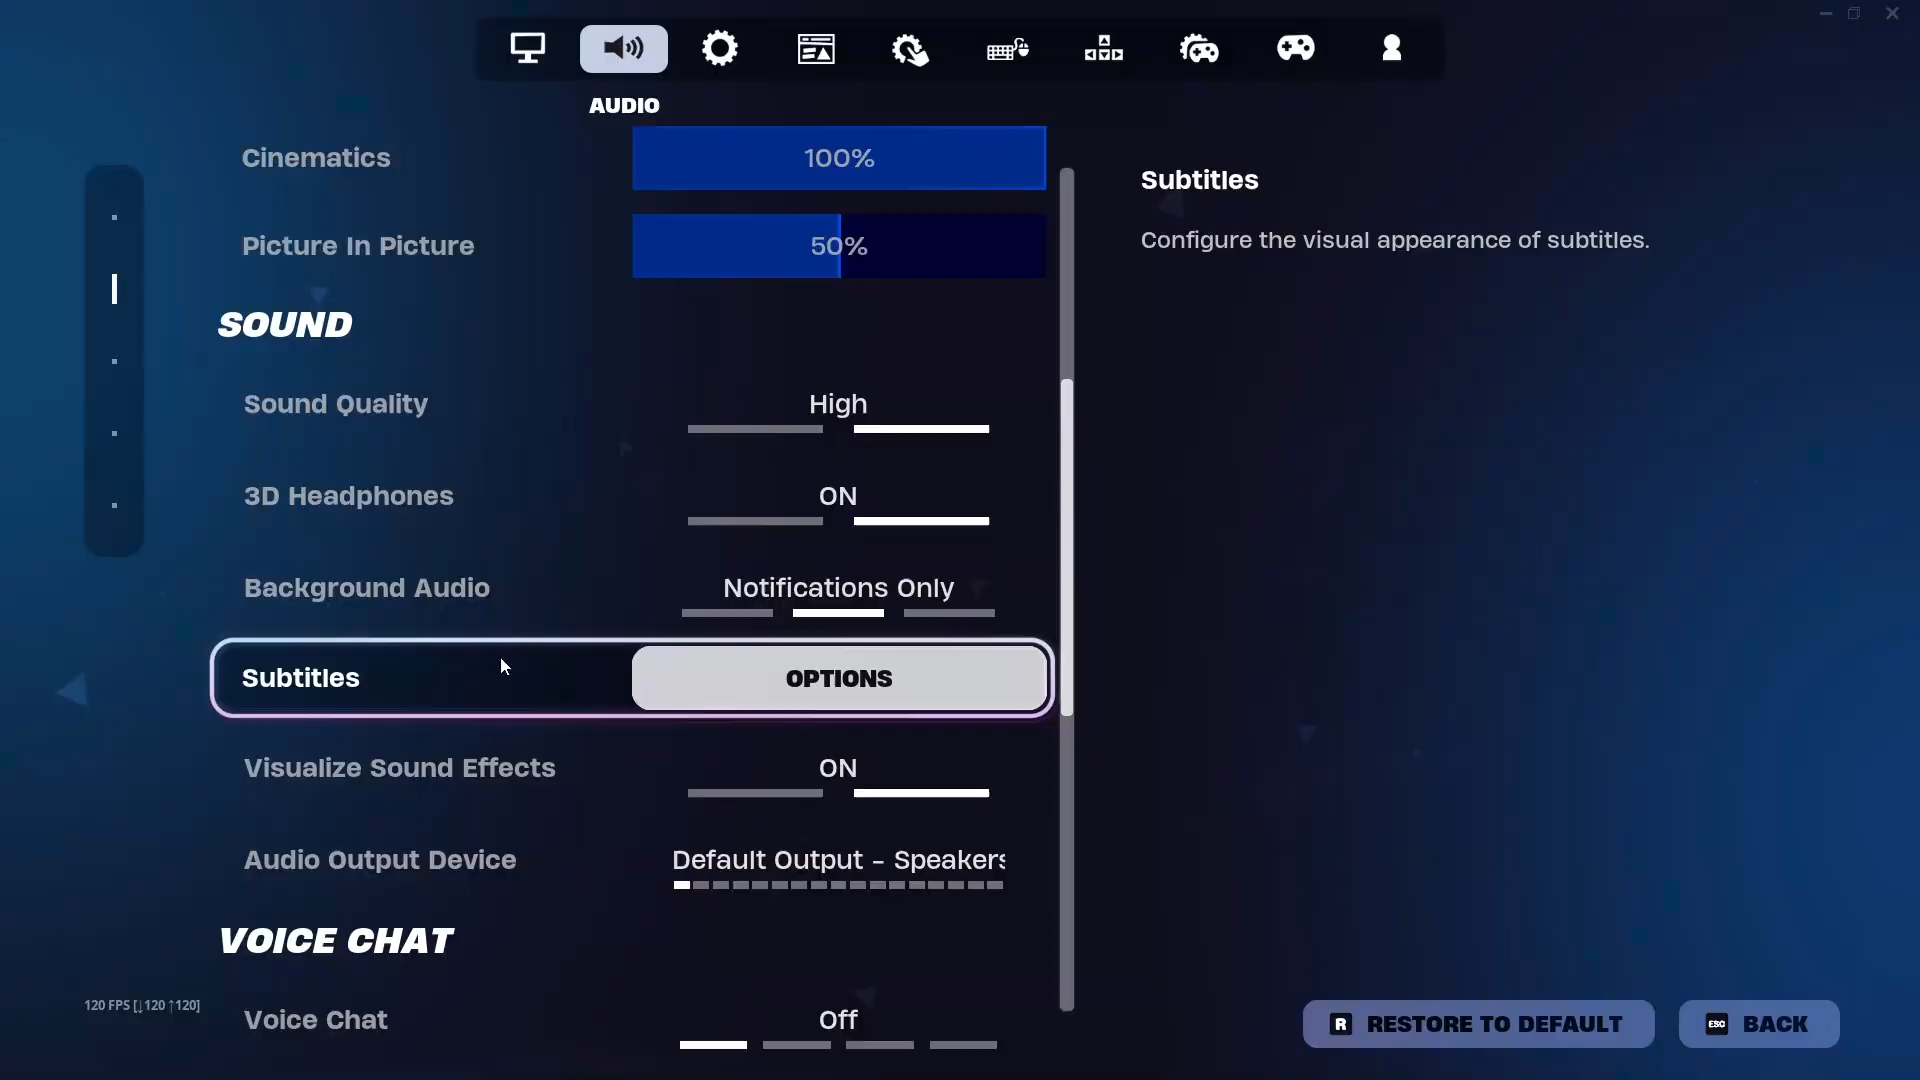 AUDIO
Cinematics
100%
Picture In Picture
50%
SOUND
Sound Quality
High
3D Headphones
ON
Background Audio
Notifications Only
Subtitles
OPTIONS
Visualize Sound Effects
ON
Audio Output Device
Default Output - Speakers
VOICE CHAT
Voice Chat
Off
Subtitles
Configure the visual appearance of subtitles.
120 FPS [↓120 ↑120]
R RESTORE TO DEFAULT
ESC BACK